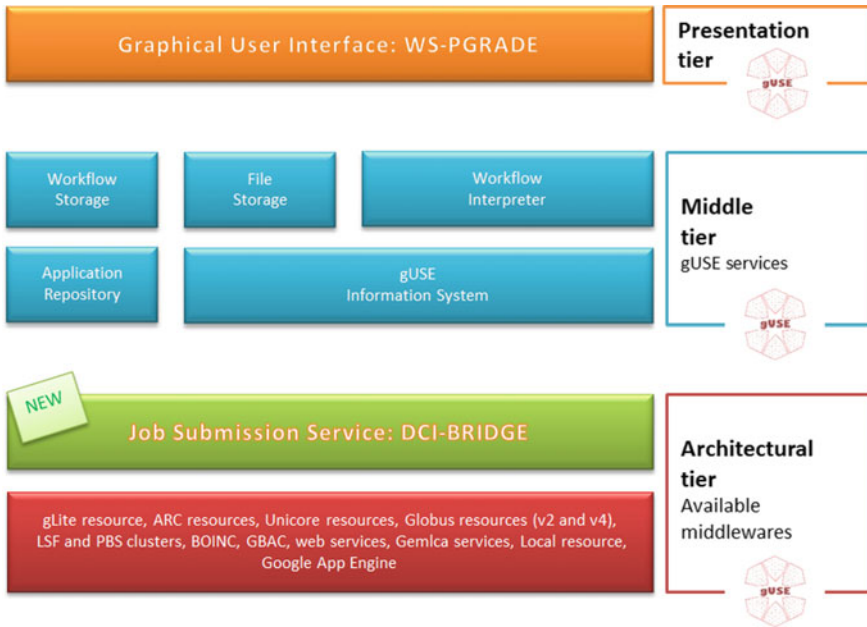 Graphical User Interface: WS-PGRADE
Presentation
tier
gUSE
Workflow
Storage
File
Storage
Workflow
Interpreter
Application
Repository
gUSE
Information System
Middle
tier
gUSE services
gUSE
NEW
Job Submission Service: DCI-BRIDGE
gLite resource, ARC resources, Unicore resources, Globus resources (v2 and v4),
LSF and PBS clusters, BOINC, GBAC, web services, Gemlca services, Local resource,
Google App Engine
Architectural
tier
Available
middlewares
gUSE